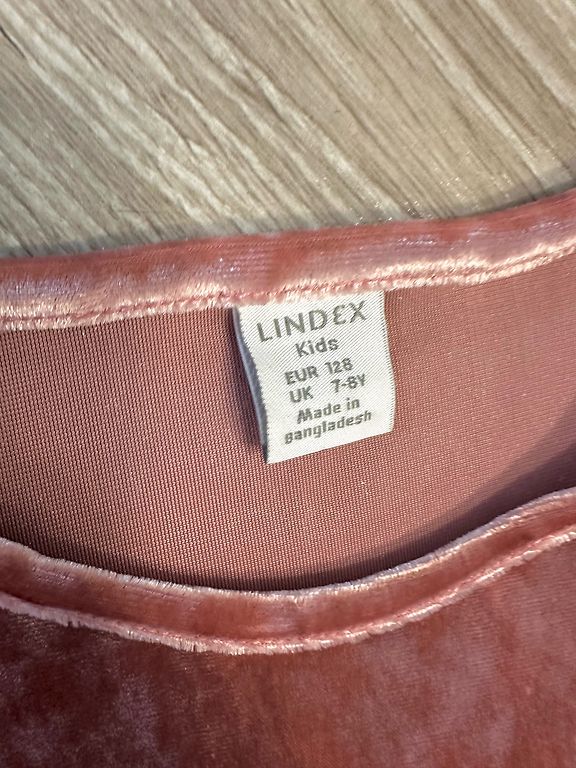 LINDEX
Kids
EUR 128
UK 7-8Y
Made in
Bangladesh